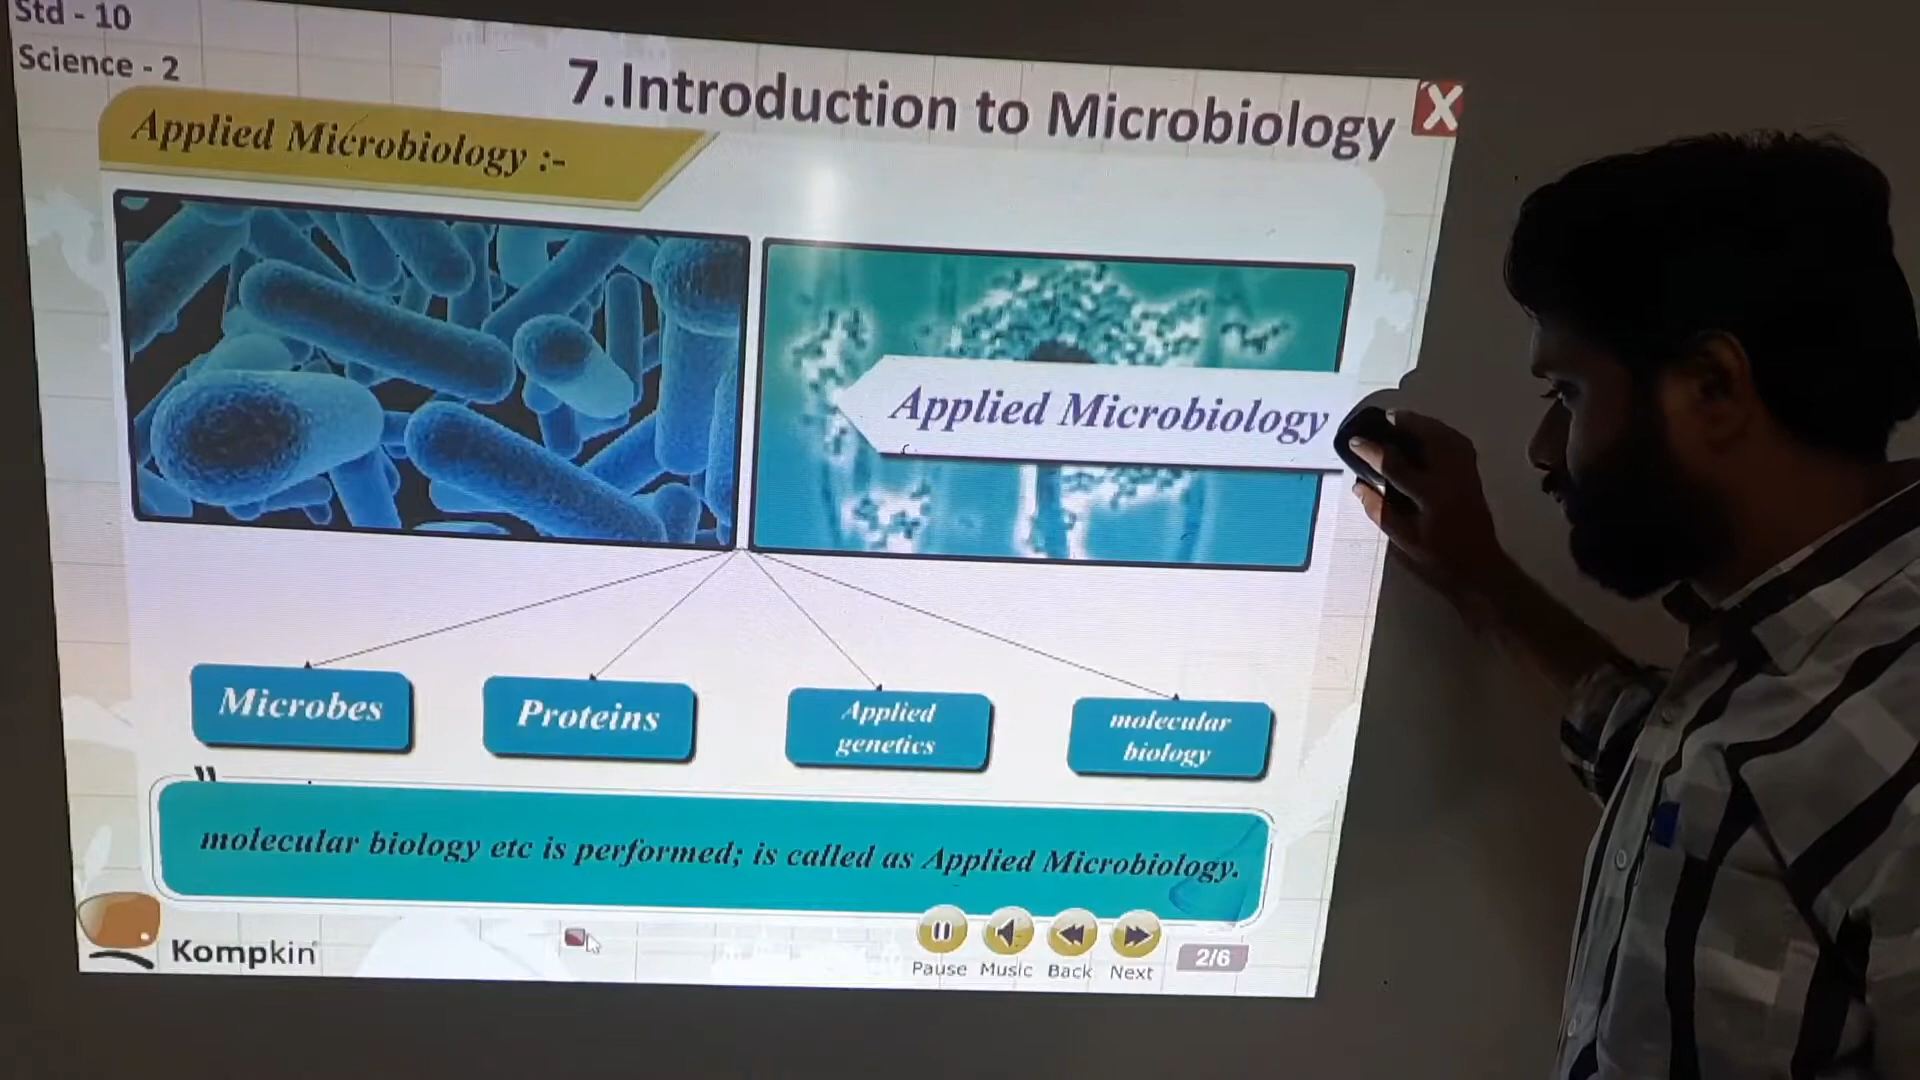 Std - 10
Science - 2
7.Introduction to Microbiology
X
Applied Microbiology :-
Applied Microbiology
Microbes
Proteins
Applied
genetics
molecular
biology
molecular biology etc is performed; is called as Applied Microbiology.
Kompkin
Pause
Music
Back
Next
2/6